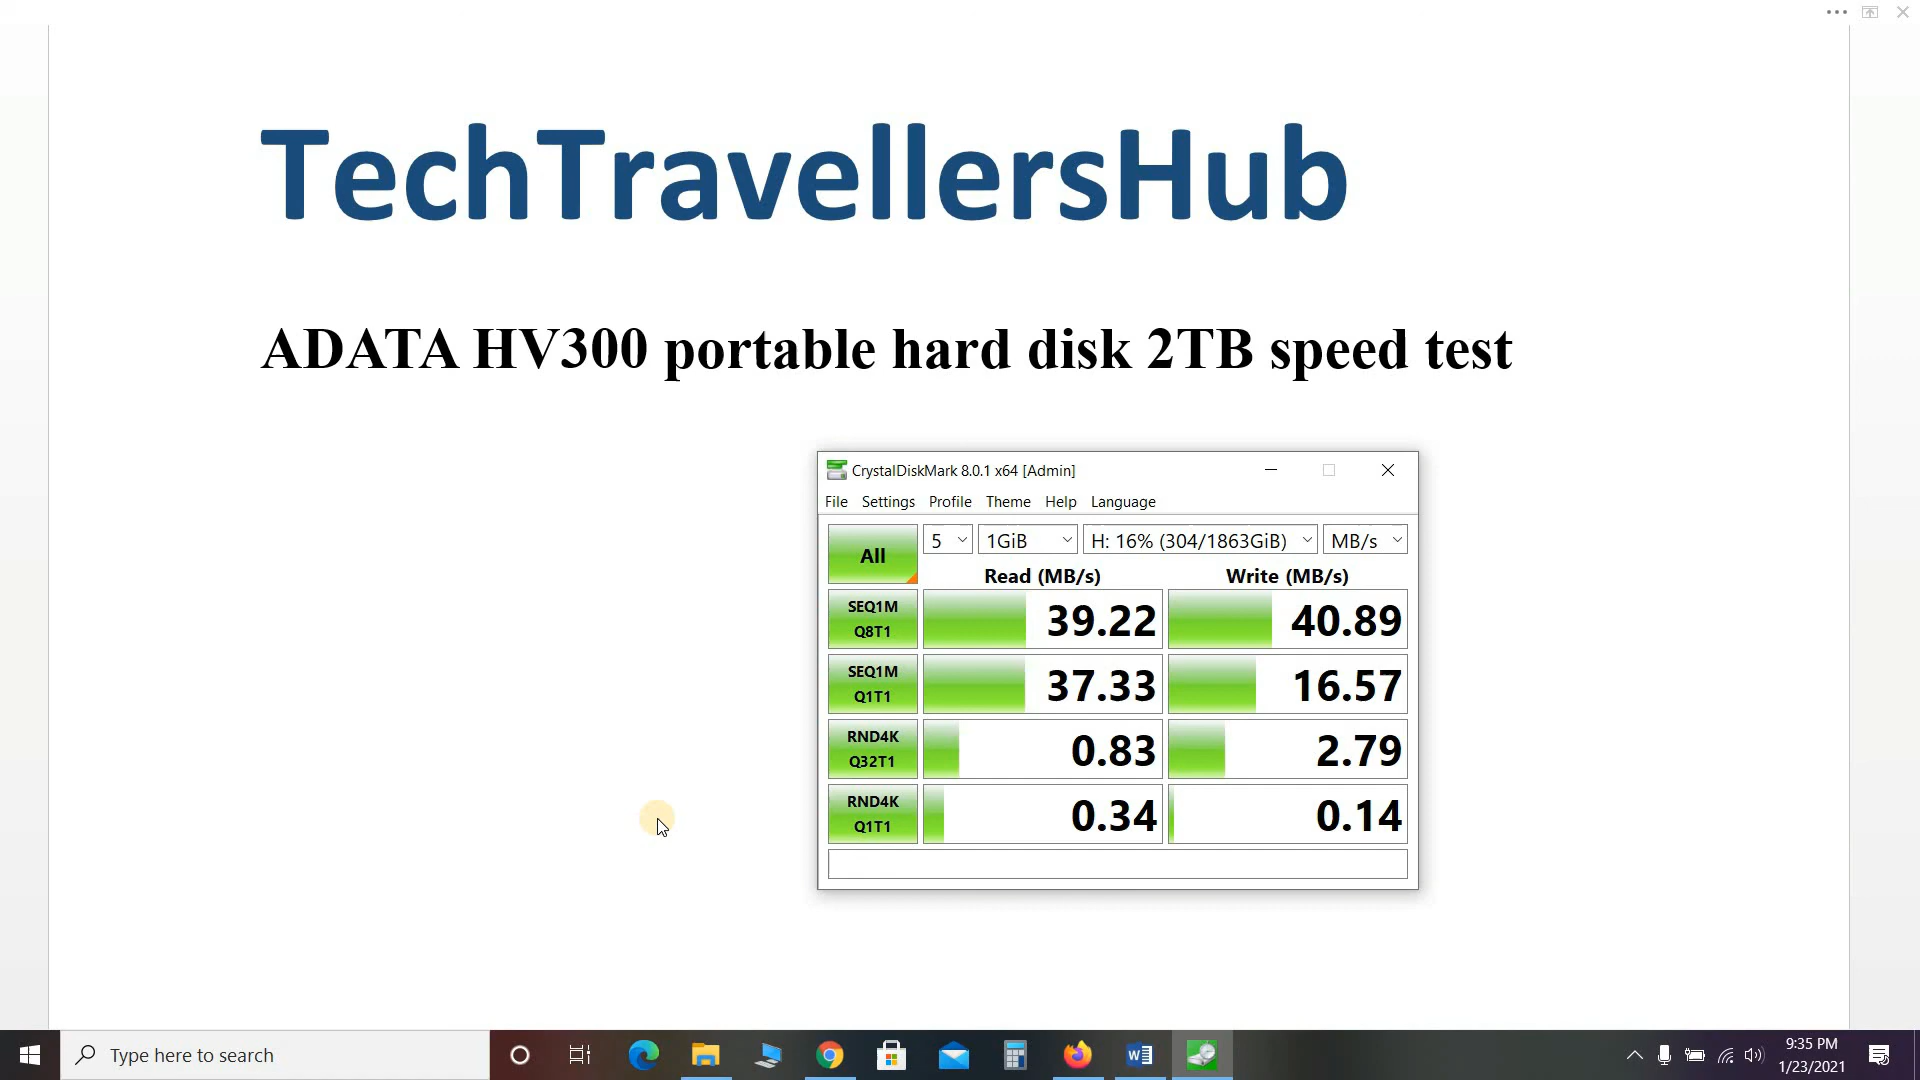 TechTravellersHub
ADATA HV300 portable hard disk 2TB speed test
CrystalDiskMark 8.0.1 x64 [Admin]
File Settings Profile Theme Help Language
All 5 1GiB H: 16% (304/1863GiB) MB/s
Read (MB/s) Write (MB/s)
SEQ1M
Q8T1 39.22 40.89
SEQ1M
Q1T1 37.33 16.57
RND4K
Q32T1 0.83 2.79
RND4K
Q1T1 0.34 0.14
Type here to search
9:35 PM
1/23/2021